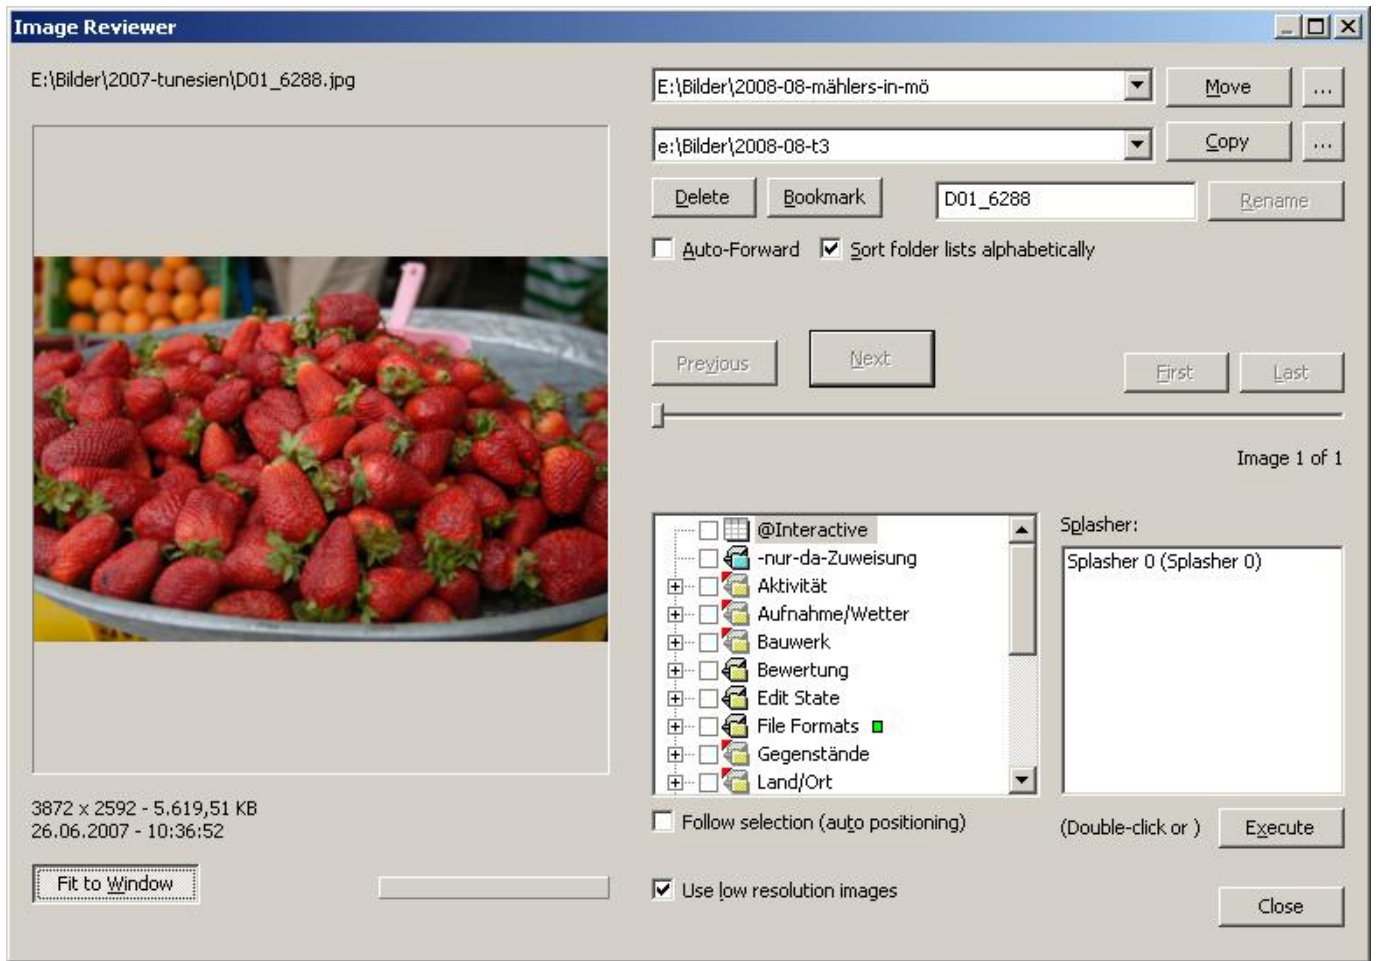 Image Reviewer
E:\Bilder\2007-tunesien\D01_6288.jpg
E:\Bilder\2008-08-mählers-in-mö
Move
...
e:\Bilder\2008-08-t3
Copy
...
Delete
Bookmark
D01_6288
Rename
Auto-Forward
Sort folder lists alphabetically
Previous
Next
First
Last
Image 1 of 1
@Interactive
-nur-da-Zuweisung
Aktivität
Aufnahme/Wetter
Bauwerk
Bewertung
Edit State
File Formats
Gegenstände
Land/Ort
Splasher:
Splasher 0 (Splasher 0)
3872 x 2592 - 5.619,51 KB
26.06.2007 - 10:36:52
Follow selection (auto positioning)
(Double-click or )
Execute
Fit to Window
Use low resolution images
Close